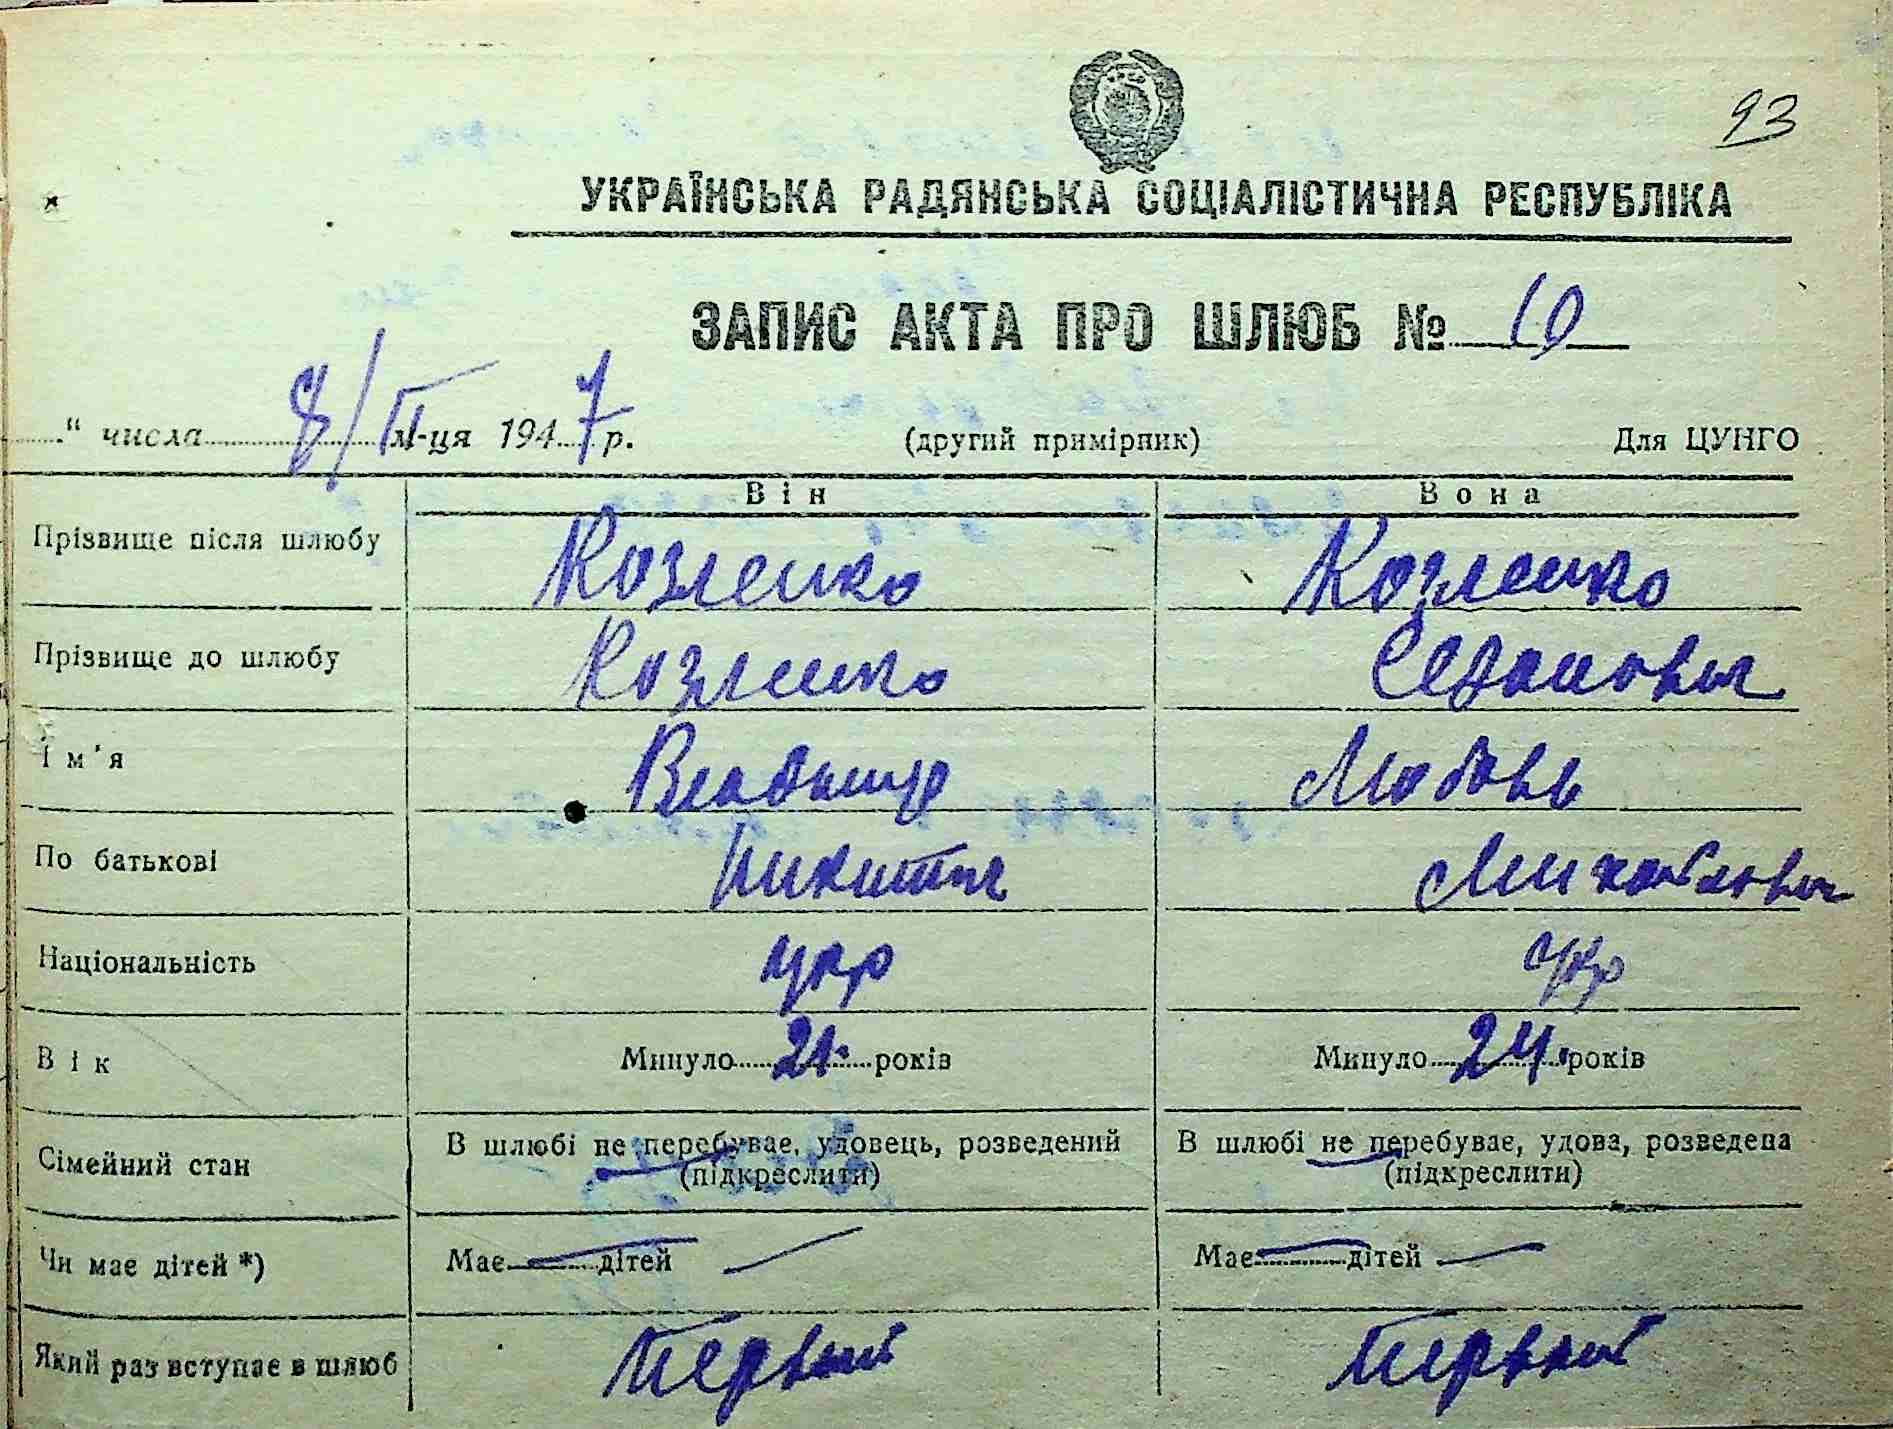 93
УКРАЇНСЬКА РАДЯНСЬКА СОЦІАЛІСТИЧНА РЕСПУБЛІКА
ЗАПИС АКТА ПРО ШЛЮБ № 10
" числа 8/II м-ця 1947 р. (другий примірник) Для ЦУНГО
Він Вона
Прізвище після шлюбу Козленко Козленко
Прізвище до шлюбу Козленко
Ім'я Владимир Любовь
По батькові Никитич Михайловна
Національність укр укр
Вік Минуло 21 років Минуло 24 років
Сімейний стан В шлюбі не перебуває, удовець, розведений (підкреслити) В шлюбі не перебуває, удова, розведена (підкреслити)
Чи має дітей *) Має — дітей — Має — дітей —
Який раз вступає в шлюб Первый Первый